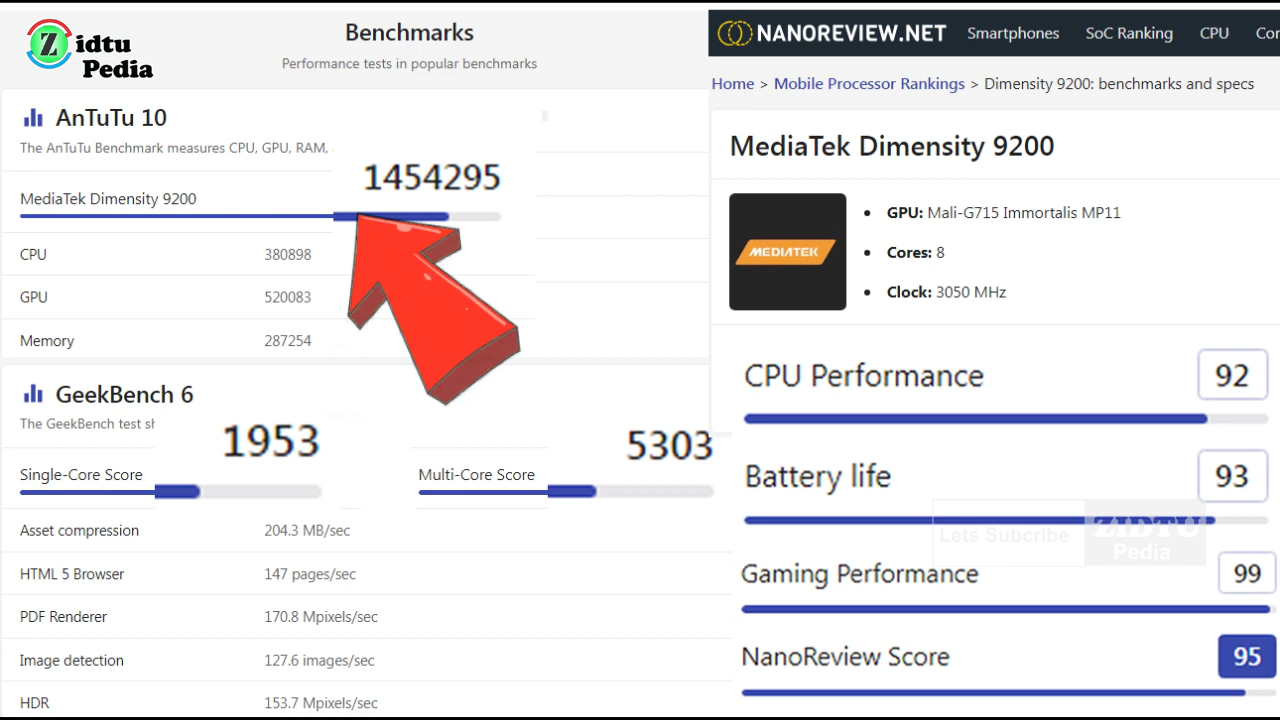 Zidtu
Pedia
Benchmarks
Performance tests in popular benchmarks
AnTuTu 10
The AnTuTu Benchmark measures CPU, GPU, RAM,
1454295
MediaTek Dimensity 9200
CPU 380898
GPU 520083
Memory 287254
GeekBench 6
The GeekBench test sh
1953
5303
Single-Core Score
Multi-Core Score
Asset compression 204.3 MB/sec
HTML 5 Browser 147 pages/sec
PDF Renderer 170.8 Mpixels/sec
Image detection 127.6 images/sec
HDR 153.7 Mpixels/sec
NANOREVIEW.NET Smartphones SoC Ranking CPU Cor
Home > Mobile Processor Rankings > Dimensity 9200: benchmarks and specs
MediaTek Dimensity 9200
MEDIATEK
• GPU: Mali-G715 Immortalis MP11
• Cores: 8
• Clock: 3050 MHz
CPU Performance 92
Battery life 93
Lets Subcribe
ZIDTU
Pedia
Gaming Performance 99
NanoReview Score 95